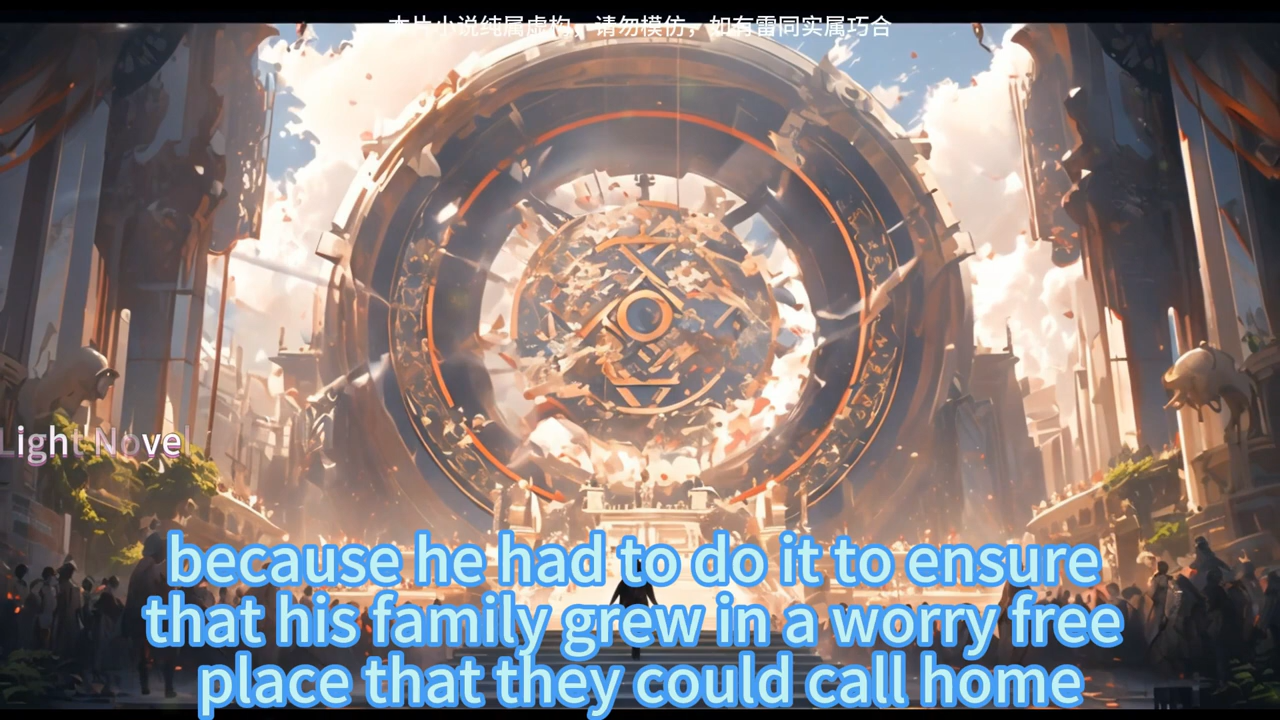 本片小说纯属虚构，请勿模仿，如有雷同实属巧合
Light Novel
because he had to do it to ensure
that his family grew in a worry free
place that they could call home